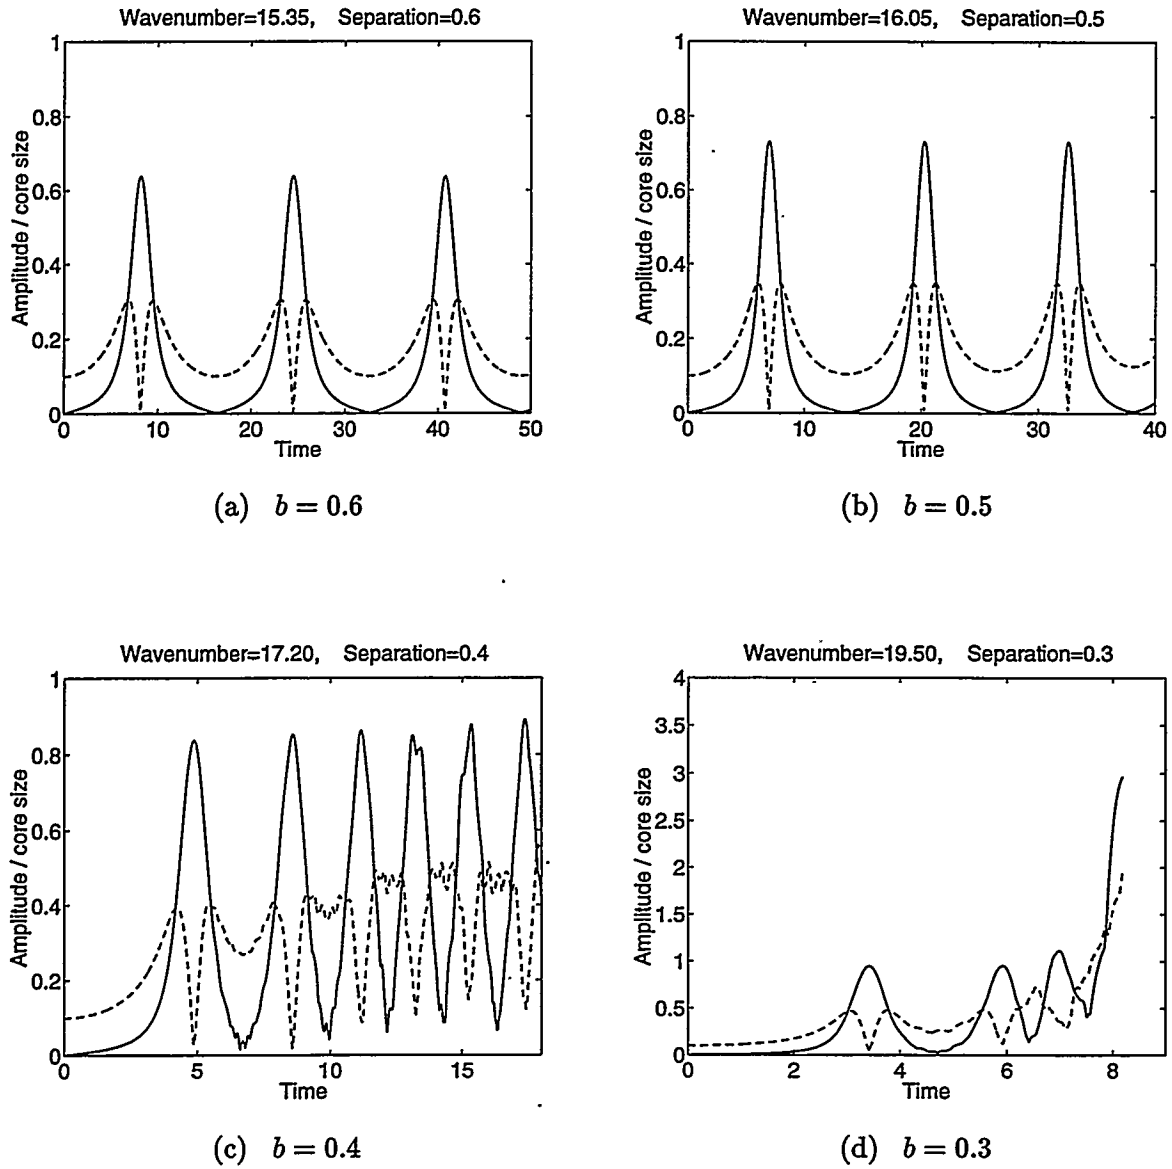 Wavenumber=15.35, Separation=0.6
1
0.8
0.6
0.4
0.2
0
Amplitude / core size
0 10 20 30 40 50
Time
(a) b = 0.6
Wavenumber=16.05, Separation=0.5
1
0.8
0.6
0.4
0.2
0
Amplitude / core size
0 10 20 30 40
Time
(b) b = 0.5
Wavenumber=17.20, Separation=0.4
1
0.8
0.6
0.4
0.2
0
Amplitude / core size
0 5 10 15
Time
(c) b = 0.4
Wavenumber=19.50, Separation=0.3
4
3.5
3
2.5
2
1.5
1
0.5
0
Amplitude / core size
0 2 4 6 8
Time
(d) b = 0.3